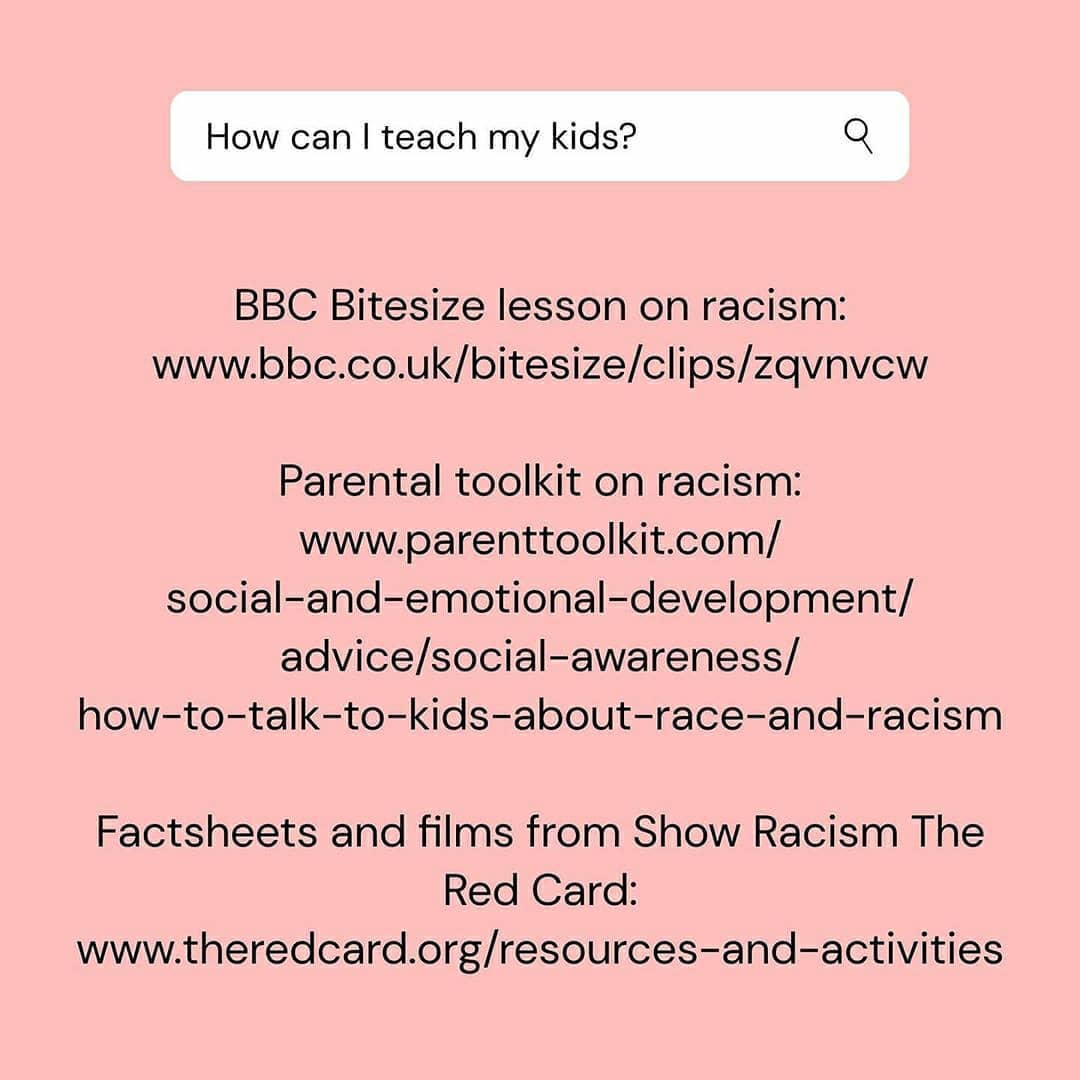 How can I teach my kids?
BBC Bitesize lesson on racism:
www.bbc.co.uk/bitesize/clips/zqvnvcw
Parental toolkit on racism:
www.parenttoolkit.com/
social-and-emotional-development/
advice/social-awareness/
how-to-talk-to-kids-about-race-and-racism
Factsheets and films from Show Racism The
Red Card:
www.theredcard.org/resources-and-activities